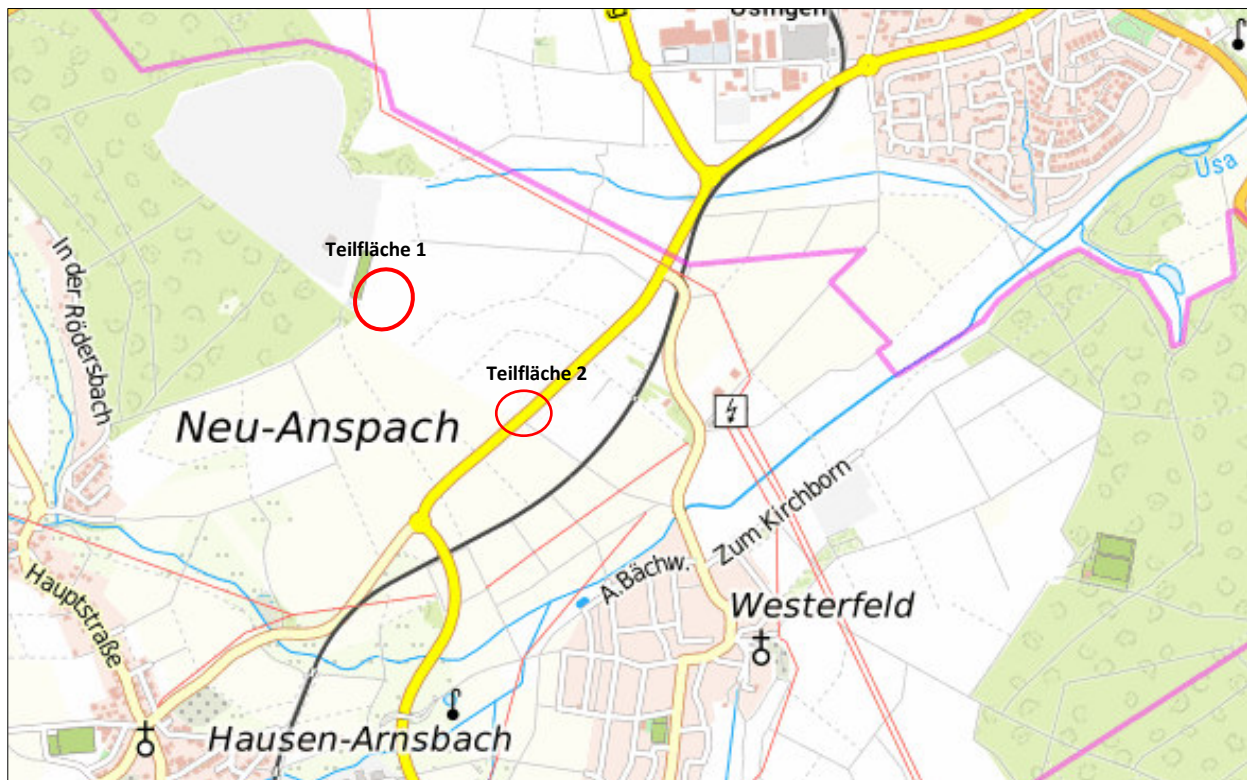 Usingen
Usa
In der Rödersbach
Teilfläche 1
Teilfläche 2
Neu-Anspach
Zum Kirchborn
A.Bächw.
Hauptstraße
Westerfeld
Hausen-Arnsbach